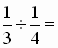 1/3 ÷ 1/4 =